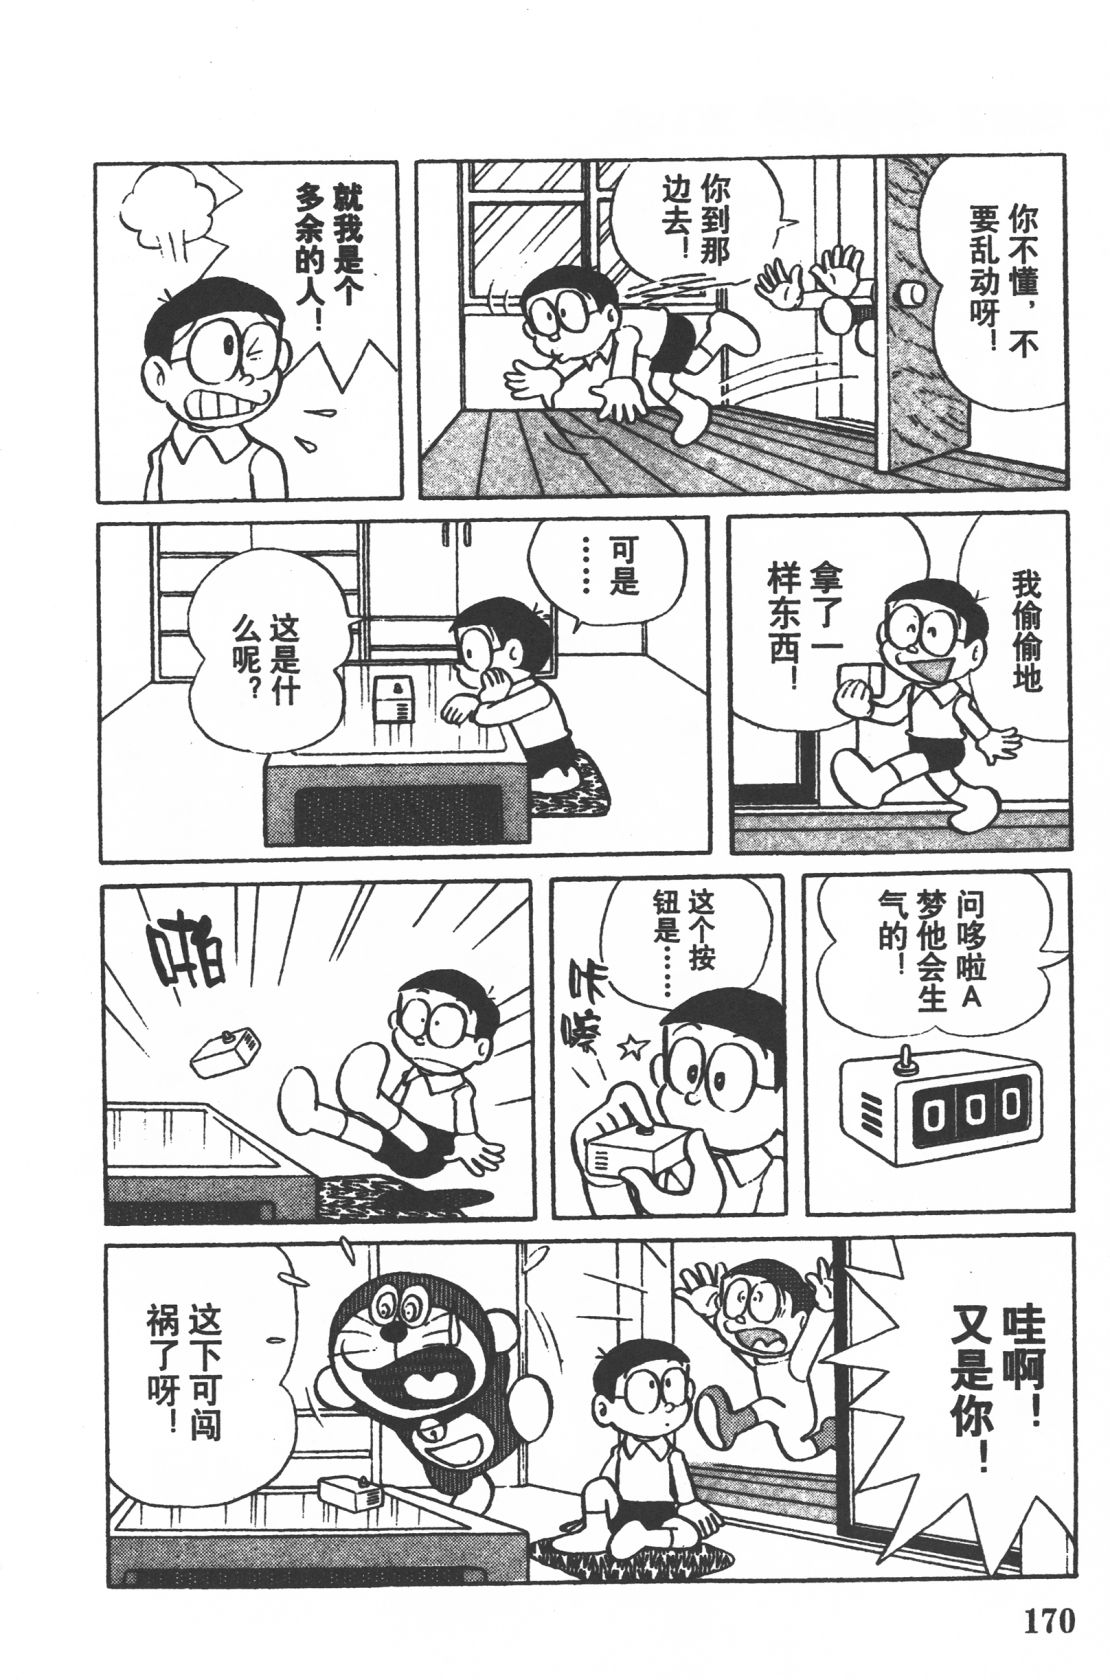 你不懂，不
要乱动呀！
你到那
边去！
就我是个
多余的人！
我偷偷地
拿了一
样东西！
可是
……
这是什
么呢？
问哆啦A
梦他会生
气的！
000
这个按
钮是……
咔
嚓
啪
哇啊！
又是你！
这下可闯
祸了呀！
170